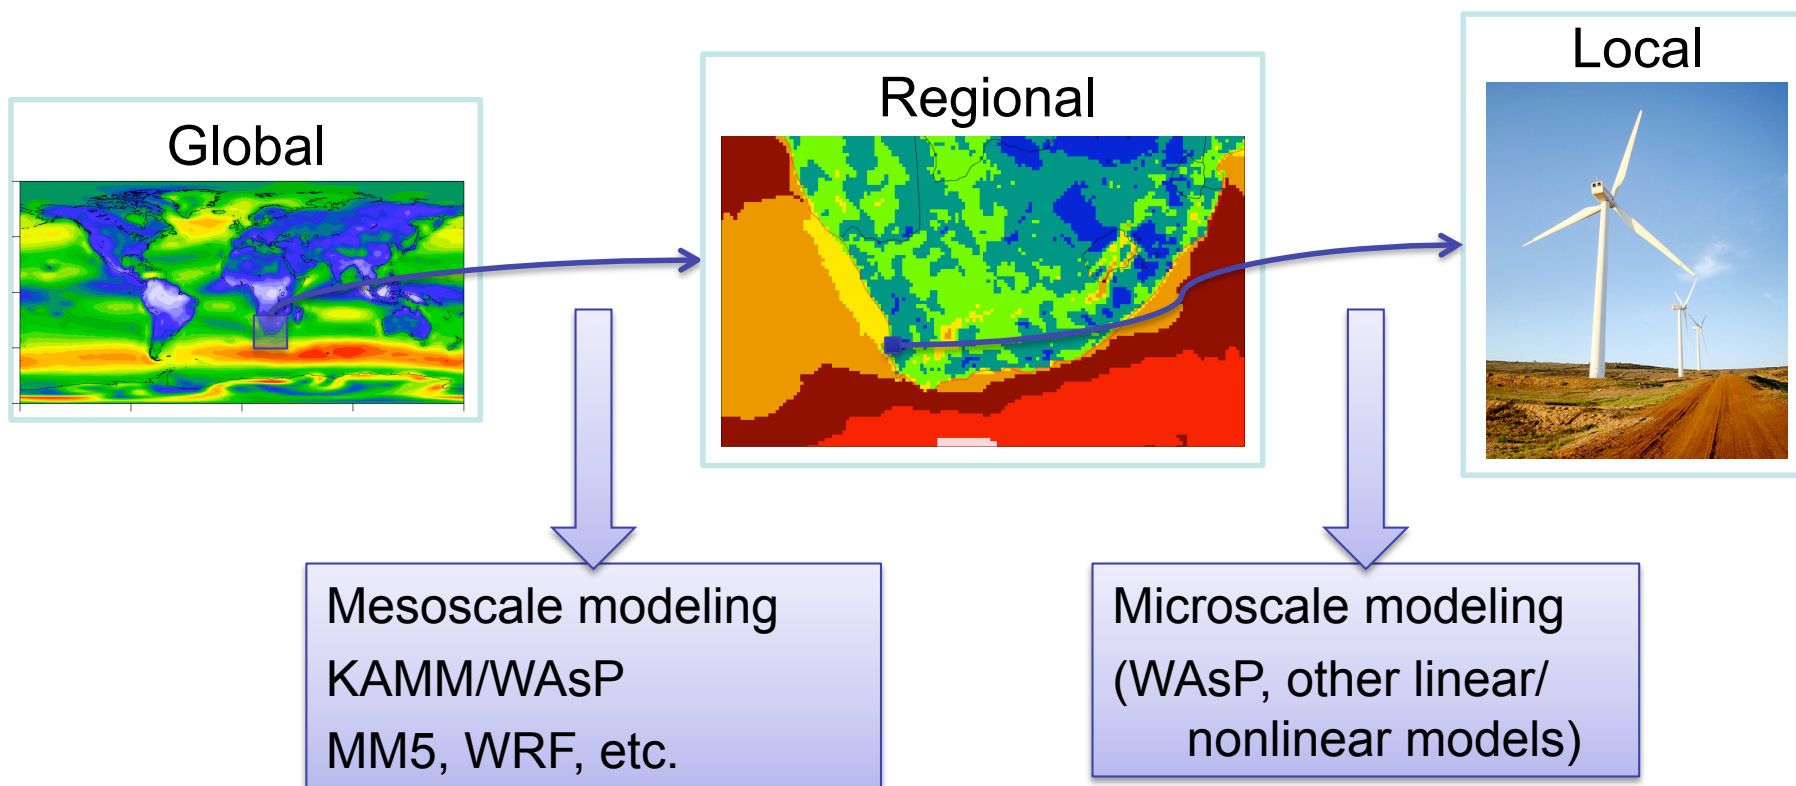 Global
Regional
Local
Mesoscale modeling
KAMM/WAsP
MM5, WRF, etc.
Microscale modeling
(WAsP, other linear/
nonlinear models)